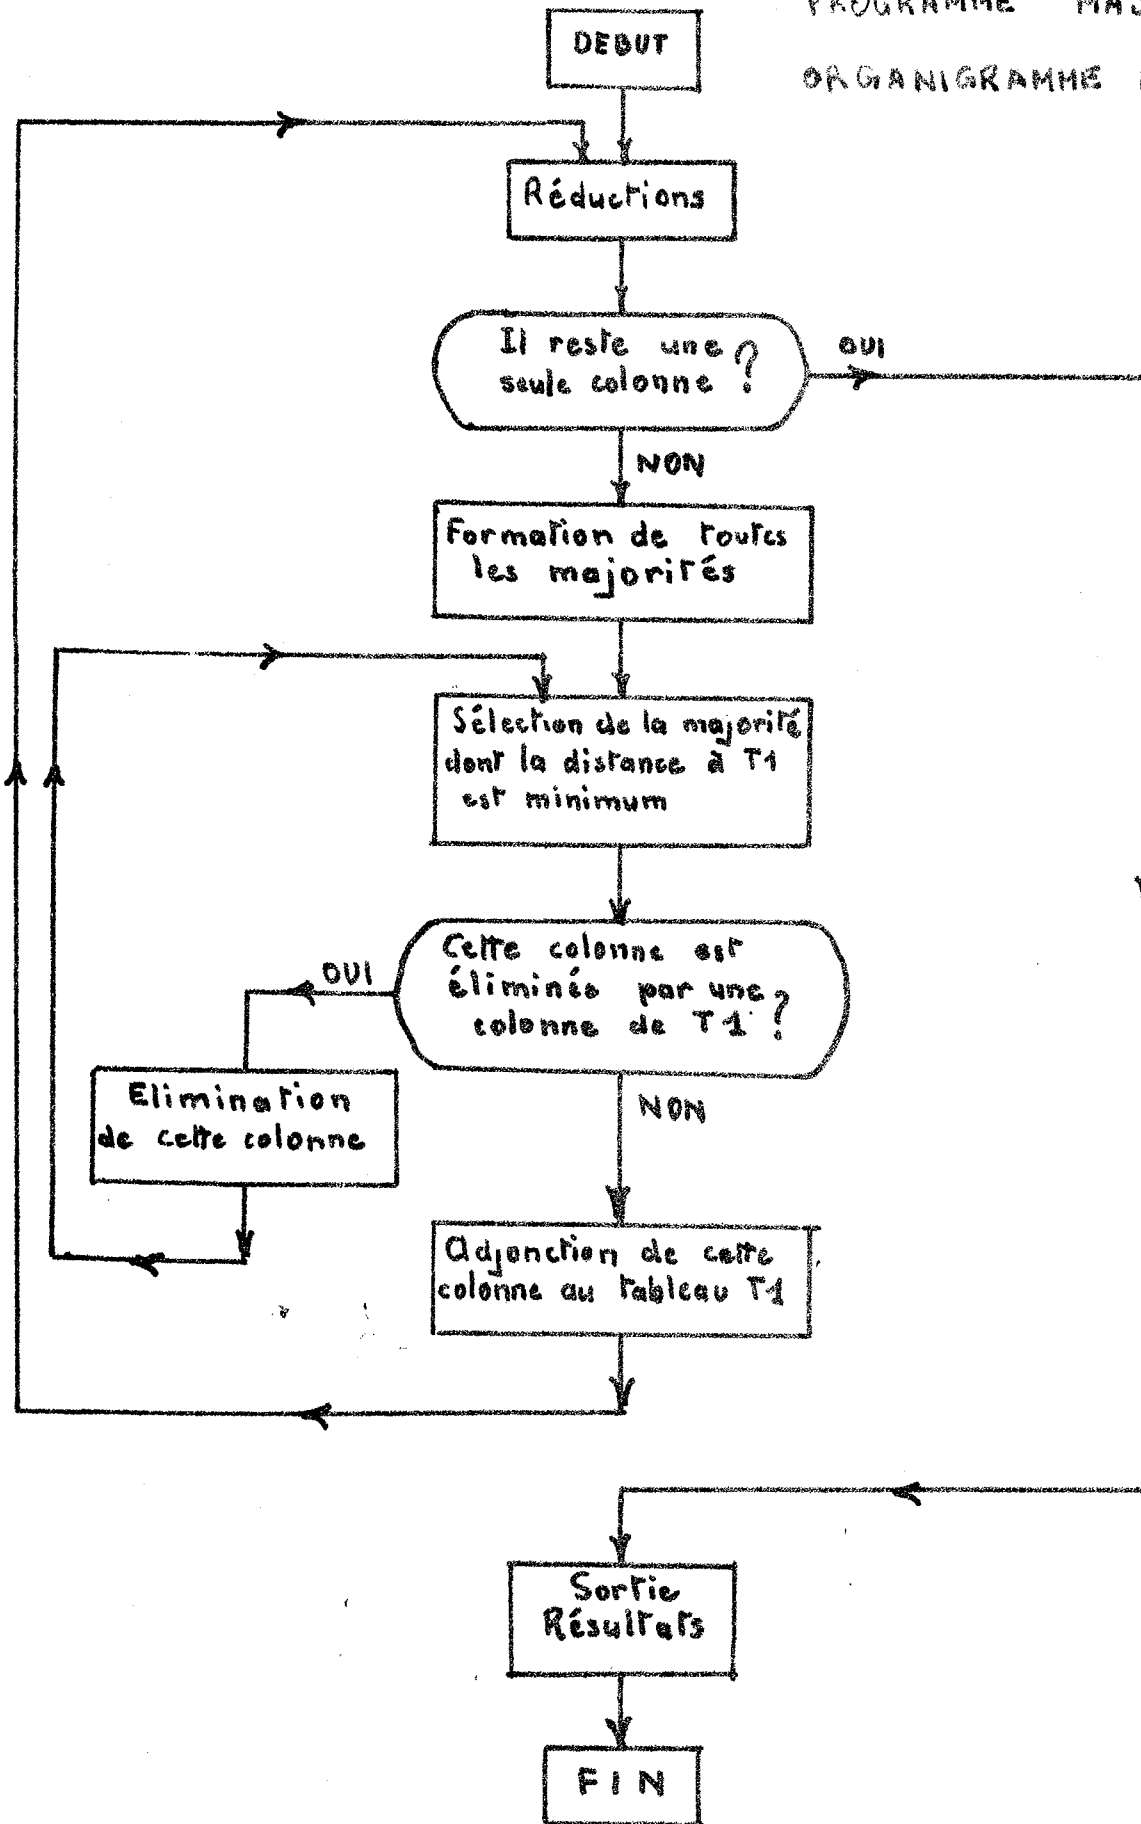 PROGRAMME
ORGANIGRAMME
DEBUT
Réductions
Il reste une
seule colonne ?
OUI
NON
Formation de toutes
les majorités
Sélection de la majorité
dont la distance à T1
est minimum
Cette colonne est
éliminée par une
colonne de T1 ?
OUI
NON
Elimination
de cette colonne
Adjonction de cette
colonne au tableau T1
Sortie
Résultats
FIN